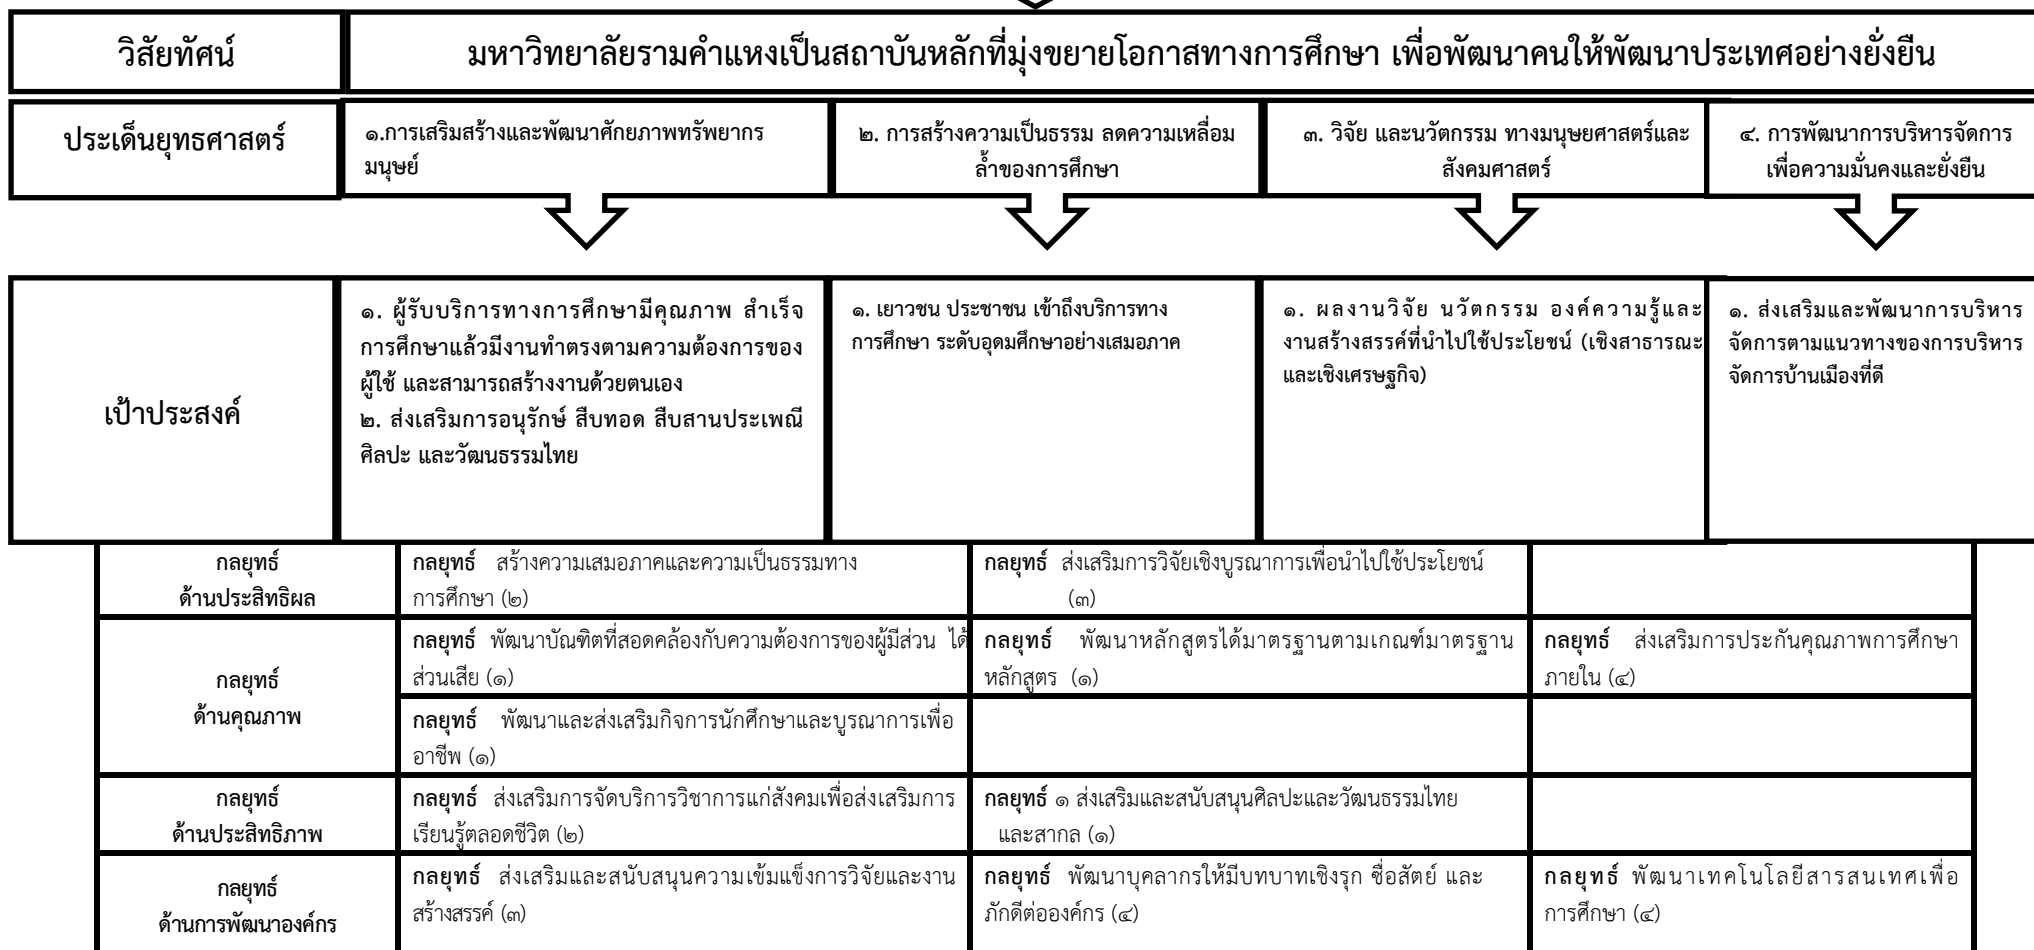 วิสัยทัศน์
มหาวิทยาลัยรามคำแหงเป็นสถาบันหลักที่มุ่งขยายโอกาสทางการศึกษา เพื่อพัฒนาคนให้พัฒนาประเทศอย่างยั่งยืน
ประเด็นยุทธศาสตร์
๑.การเสริมสร้างและพัฒนาศักยภาพทรัพยากร
มนุษย์
๒. การสร้างความเป็นธรรม ลดความเหลื่อม
ล้ำของการศึกษา
๓. วิจัย และนวัตกรรม ทางมนุษยศาสตร์และ
สังคมศาสตร์
๔. การพัฒนาการบริหารจัดการ
เพื่อความมั่นคงและยั่งยืน
เป้าประสงค์
๑. ผู้รับบริการทางการศึกษามีคุณภาพ สำเร็จ
การศึกษาแล้วมีงานทำตรงตามความต้องการของ
ผู้ใช้ และสามารถสร้างงานด้วยตนเอง
๒. ส่งเสริมการอนุรักษ์ สืบทอด สืบสานประเพณี
ศิลปะ และวัฒนธรรมไทย
๑. เยาวชน ประชาชน เข้าถึงบริการทาง
การศึกษา ระดับอุดมศึกษาอย่างเสมอภาค
๑. ผลงานวิจัย นวัตกรรม องค์ความรู้และ
งานสร้างสรรค์ที่นำไปใช้ประโยชน์ (เชิงสาธารณะ
และเชิงเศรษฐกิจ)
๑. ส่งเสริมและพัฒนาการบริหาร
จัดการตามแนวทางของการบริหาร
จัดการบ้านเมืองที่ดี
กลยุทธ์
ด้านประสิทธิผล
กลยุทธ์ สร้างความเสมอภาคและความเป็นธรรมทาง
การศึกษา (๒)
กลยุทธ์ ส่งเสริมการวิจัยเชิงบูรณาการเพื่อนำไปใช้ประโยชน์
(๓)
กลยุทธ์
ด้านคุณภาพ
กลยุทธ์ พัฒนาบัณฑิตที่สอดคล้องกับความต้องการของผู้มีส่วน ได้
ส่วนเสีย (๑)
กลยุทธ์ พัฒนาหลักสูตรได้มาตรฐานตามเกณฑ์มาตรฐาน
หลักสูตร (๑)
กลยุทธ์ ส่งเสริมการประกันคุณภาพการศึกษา
ภายใน (๔)
กลยุทธ์ พัฒนาและส่งเสริมกิจการนักศึกษาและบูรณาการเพื่อ
อาชีพ (๑)
กลยุทธ์
ด้านประสิทธิภาพ
กลยุทธ์ ส่งเสริมการจัดบริการวิชาการแก่สังคมเพื่อส่งเสริมการ
เรียนรู้ตลอดชีวิต (๒)
กลยุทธ์ ๑ ส่งเสริมและสนับสนุนศิลปะและวัฒนธรรมไทย
และสากล (๑)
กลยุทธ์
ด้านการพัฒนาองค์กร
กลยุทธ์ ส่งเสริมและสนับสนุนความเข้มแข็งการวิจัยและงาน
สร้างสรรค์ (๓)
กลยุทธ์ พัฒนาบุคลากรให้มีบทบาทเชิงรุก ซื่อสัตย์ และ
ภักดีต่อองค์กร (๔)
กลยุทธ์ พัฒนาเทคโนโลยีสารสนเทศเพื่อ
การศึกษา (๔)